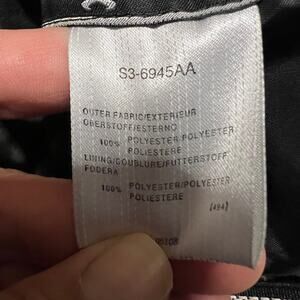 S3-6945AA
OUTER FABRIC/EXTERIEUR
OBERSTOFF/ESTERNO
100% POLYESTER/POLYESTER
POLIESTERE
LINING/DOUBLURE/FUTTERSTOFF
FODERA
100% POLYESTER/POLYESTER
POLIESTERE
(494)